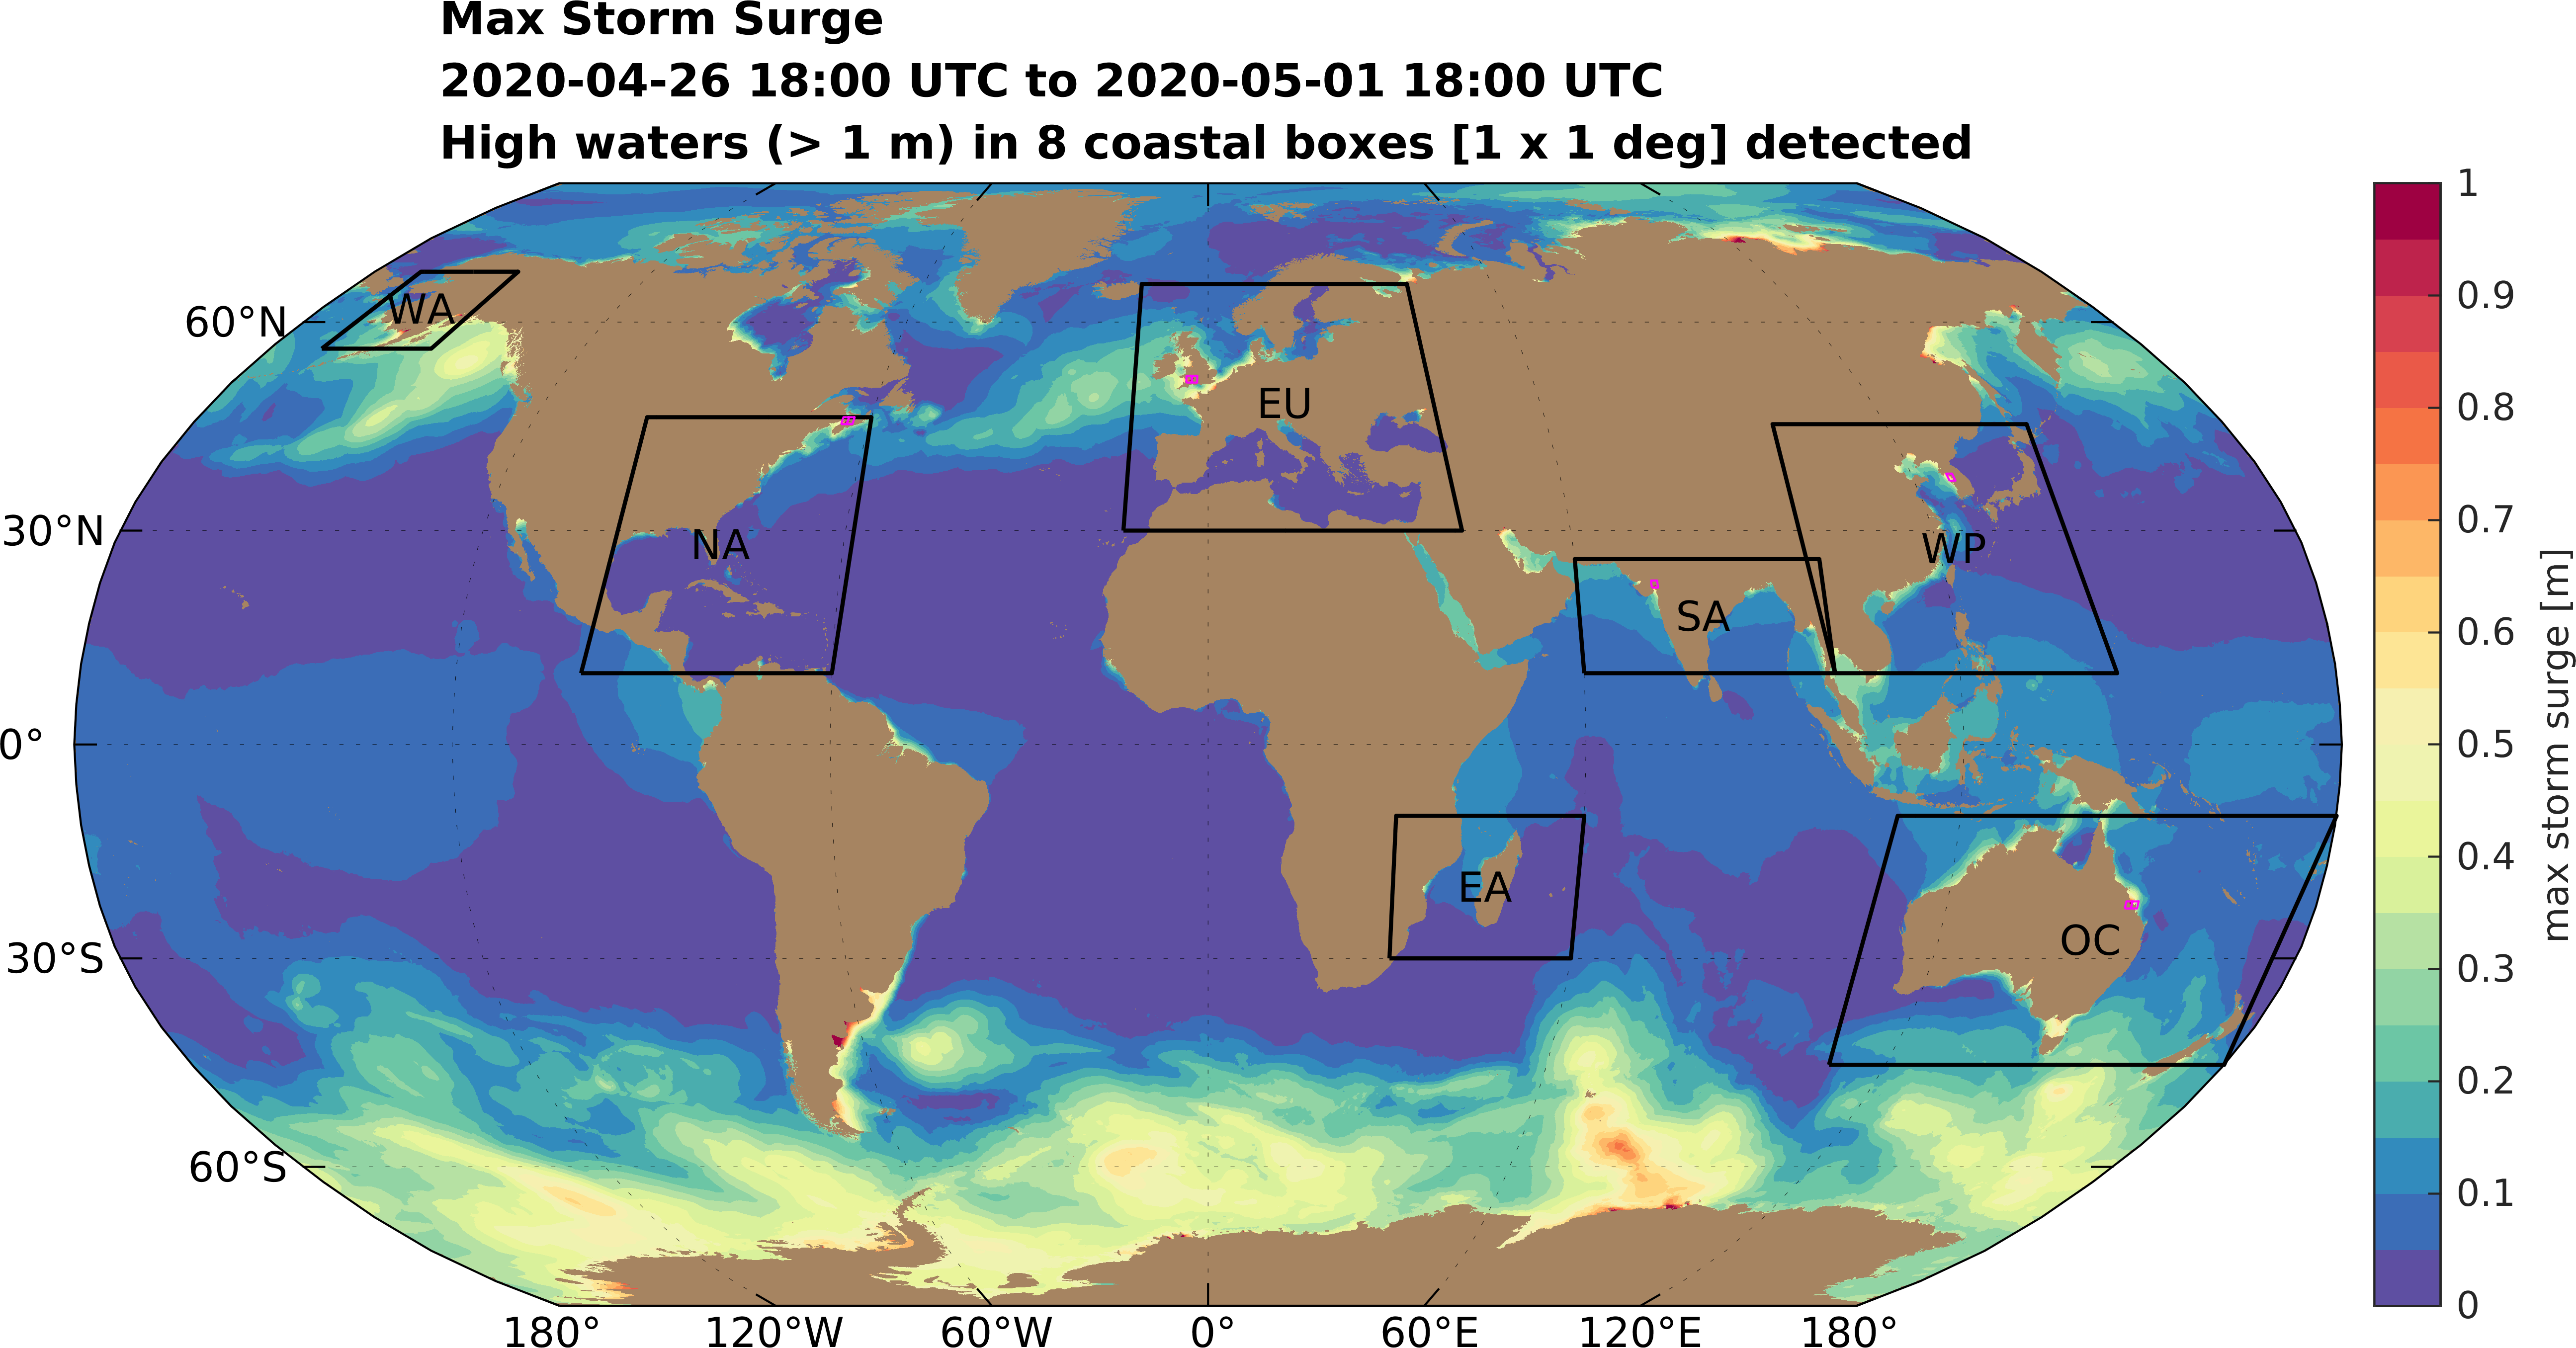 Max Storm Surge
2020-04-26 18:00 UTC to 2020-05-01 18:00 UTC
High waters (> 1 m) in 8 coastal boxes [1 x 1 deg] detected
60°N
30°N
0°
30°S
60°S
WA
NA
EU
SA
WP
EA
OC
180°
120°W
60°W
0°
60°E
120°E
180°
1
0.9
0.8
0.7
0.6
0.5
0.4
0.3
0.2
0.1
0
max storm surge [m]